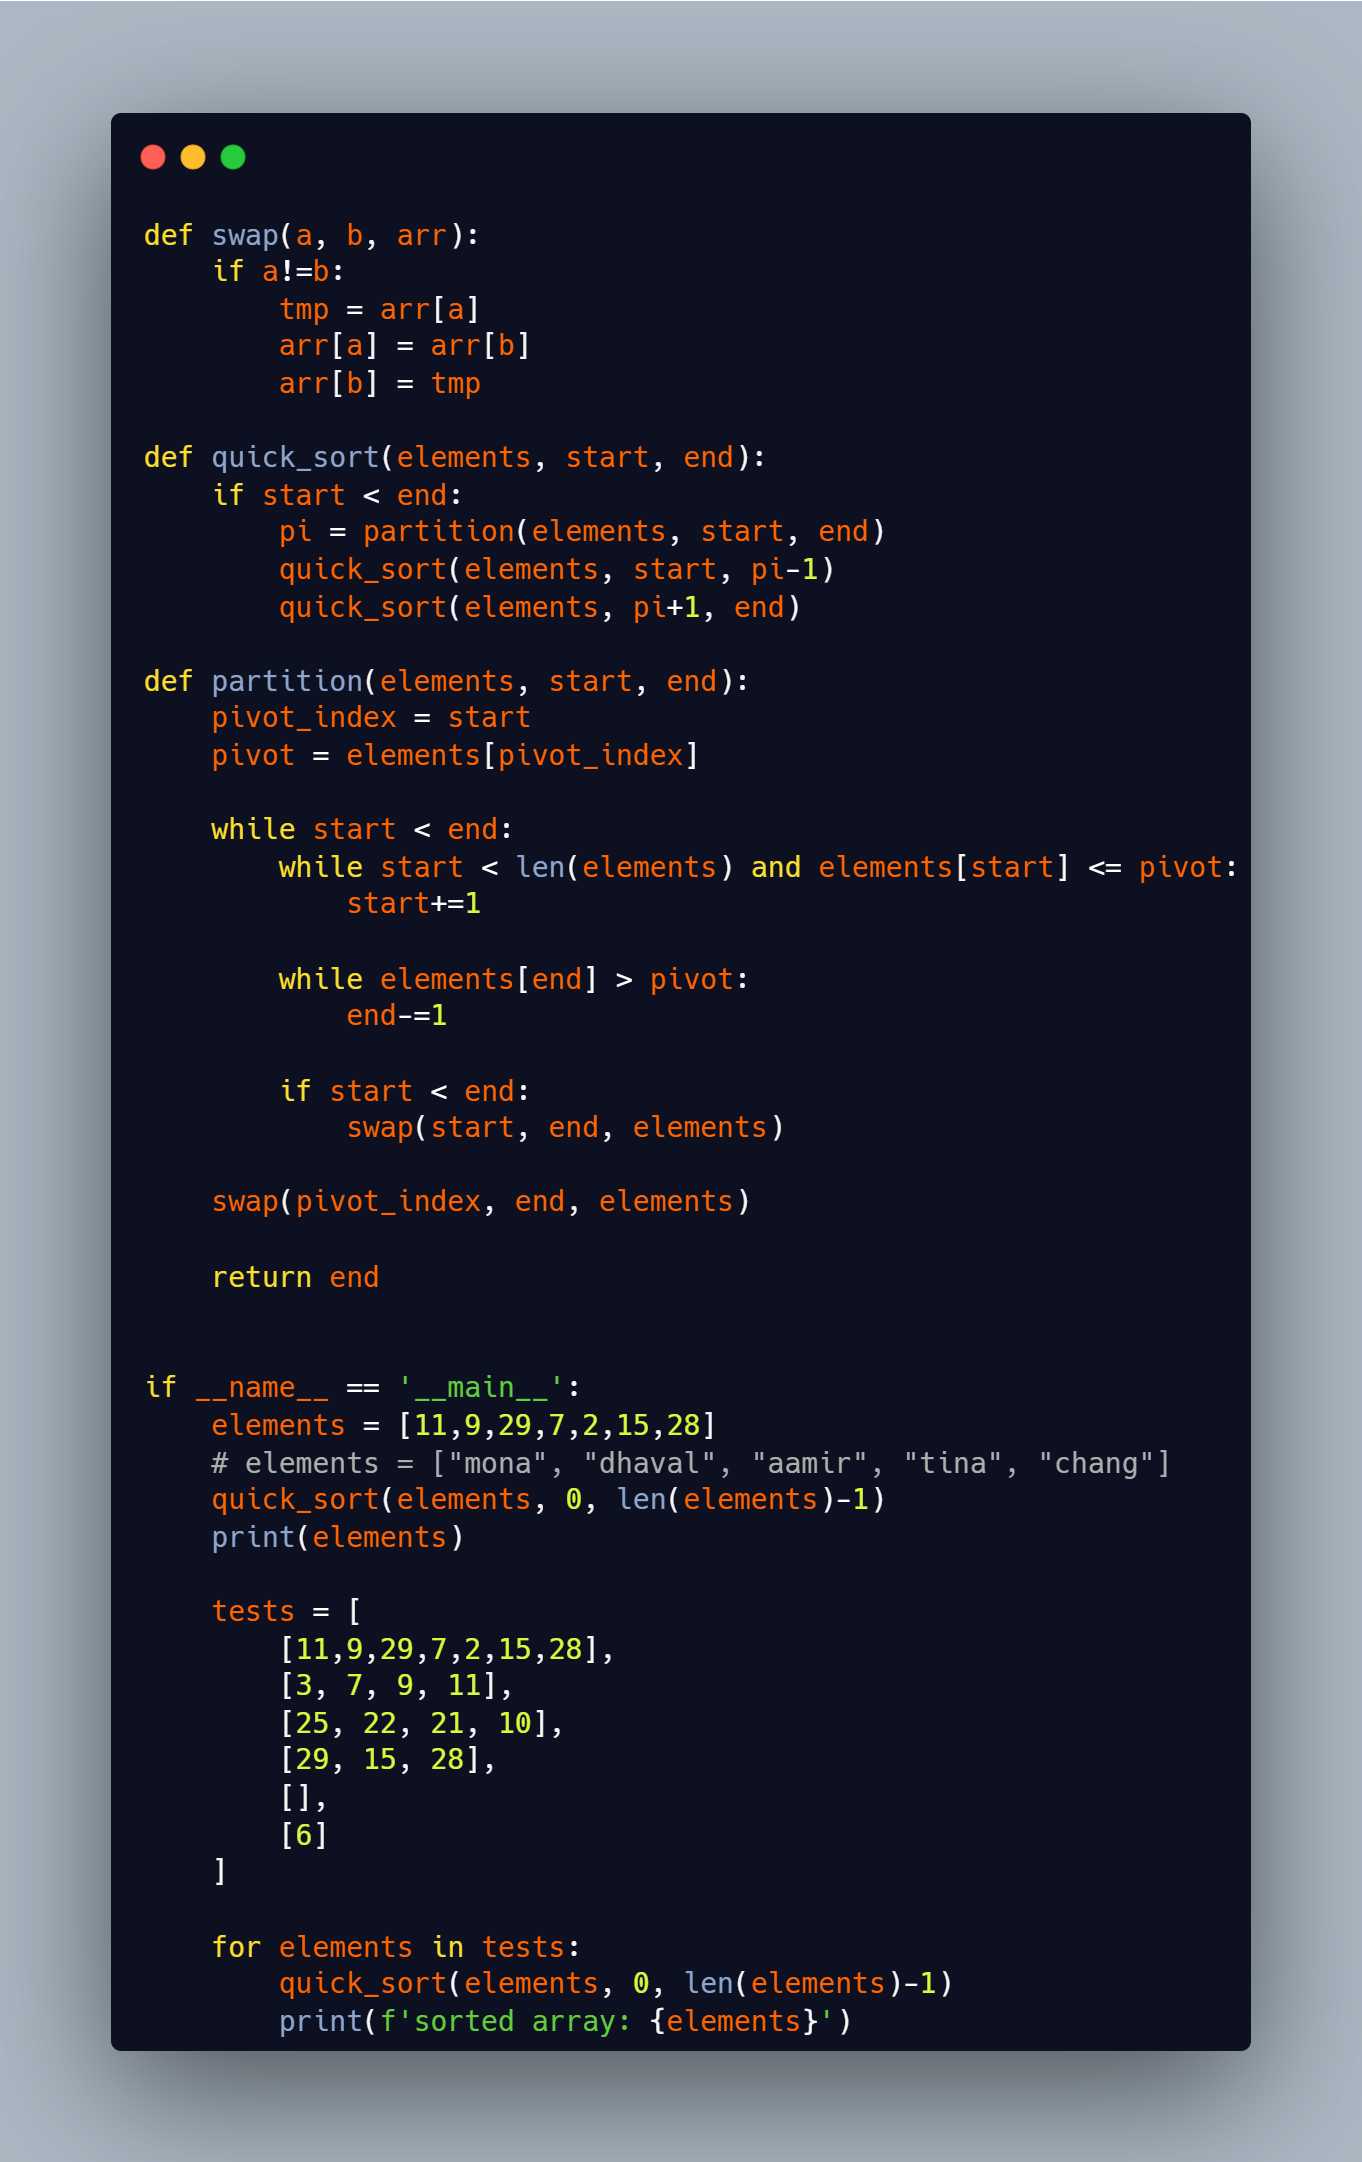 def swap(a, b, arr):
    if a!=b:
        tmp = arr[a]
        arr[a] = arr[b]
        arr[b] = tmp

def quick_sort(elements, start, end):
    if start < end:
        pi = partition(elements, start, end)
        quick_sort(elements, start, pi-1)
        quick_sort(elements, pi+1, end)

def partition(elements, start, end):
    pivot_index = start
    pivot = elements[pivot_index]

    while start < end:
        while start < len(elements) and elements[start] <= pivot:
            start+=1

        while elements[end] > pivot:
            end-=1

        if start < end:
            swap(start, end, elements)

    swap(pivot_index, end, elements)

    return end


if __name__ == '__main__':
    elements = [11,9,29,7,2,15,28]
    # elements = ["mona", "dhaval", "aamir", "tina", "chang"]
    quick_sort(elements, 0, len(elements)-1)
    print(elements)

    tests = [
        [11,9,29,7,2,15,28],
        [3, 7, 9, 11],
        [25, 22, 21, 10],
        [29, 15, 28],
        [],
        [6]
    ]

    for elements in tests:
        quick_sort(elements, 0, len(elements)-1)
        print(f'sorted array: {elements}')